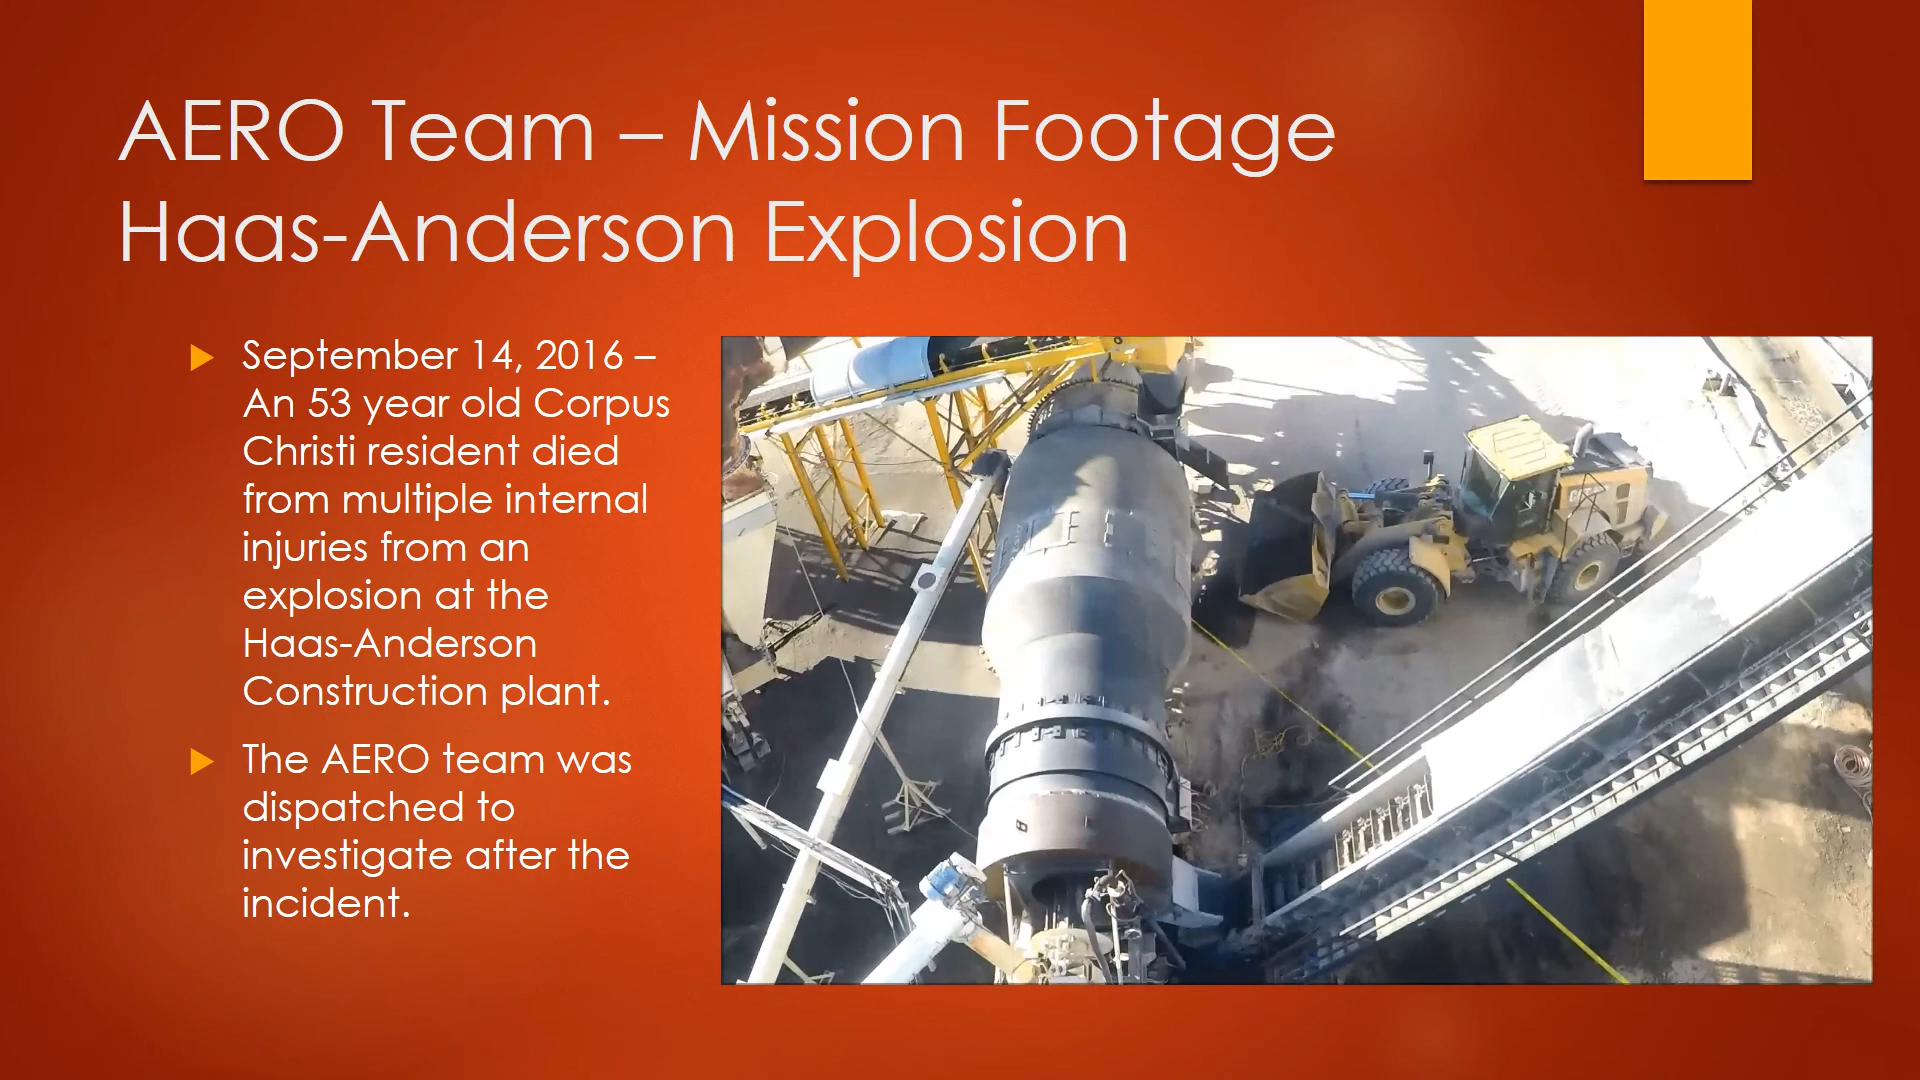 AERO Team – Mission Footage
Haas-Anderson Explosion
September 14, 2016 –
An 53 year old Corpus
Christi resident died
from multiple internal
injuries from an
explosion at the
Haas-Anderson
Construction plant.
The AERO team was
dispatched to
investigate after the
incident.